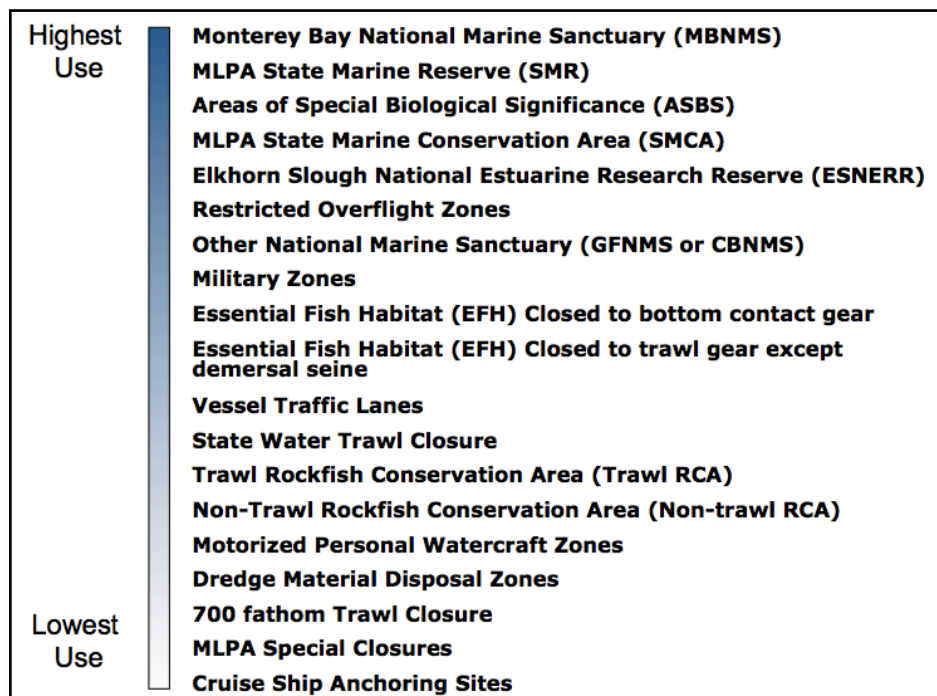 Highest
Use
Monterey Bay National Marine Sanctuary (MBNMS)
MLPA State Marine Reserve (SMR)
Areas of Special Biological Significance (ASBS)
MLPA State Marine Conservation Area (SMCA)
Elkhorn Slough National Estuarine Research Reserve (ESNERR)
Restricted Overflight Zones
Other National Marine Sanctuary (GFNMS or CBNMS)
Military Zones
Essential Fish Habitat (EFH) Closed to bottom contact gear
Essential Fish Habitat (EFH) Closed to trawl gear except
demersal seine
Vessel Traffic Lanes
State Water Trawl Closure
Trawl Rockfish Conservation Area (Trawl RCA)
Non-Trawl Rockfish Conservation Area (Non-trawl RCA)
Motorized Personal Watercraft Zones
Dredge Material Disposal Zones
700 fathom Trawl Closure
MLPA Special Closures
Cruise Ship Anchoring Sites
Lowest
Use